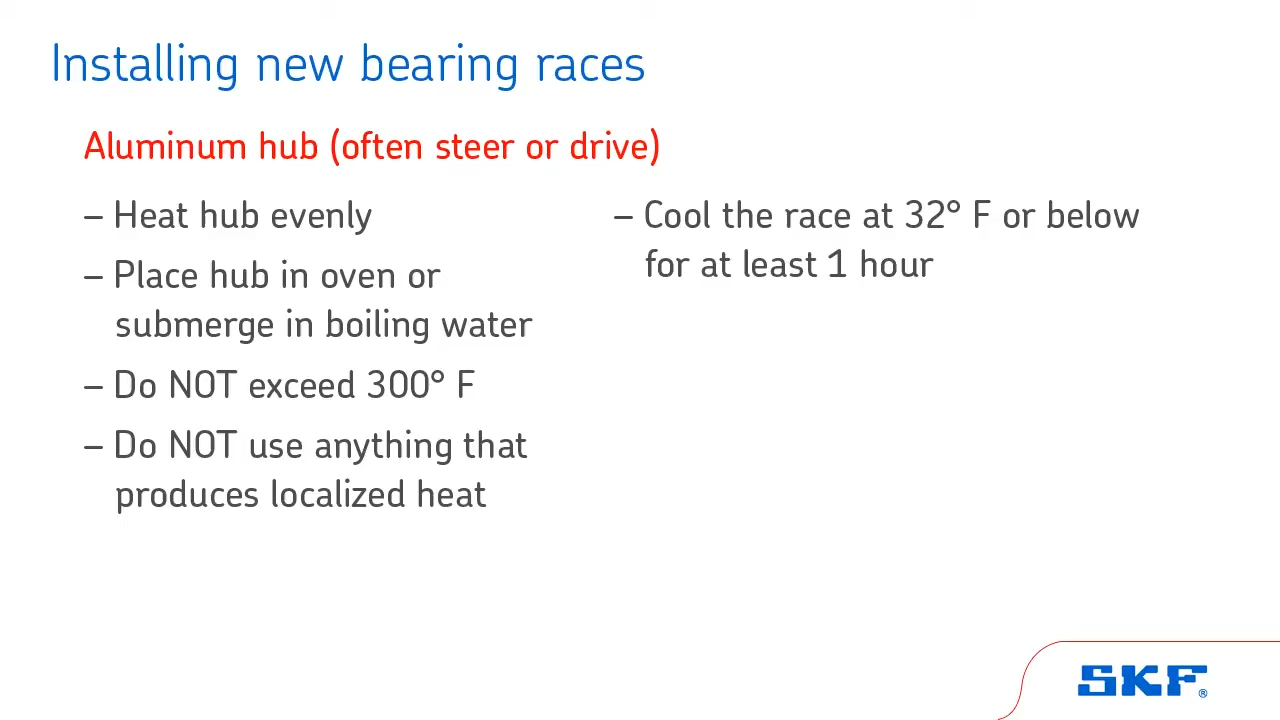 Installing new bearing races
Aluminum hub (often steer or drive)
– Heat hub evenly
– Place hub in oven or
submerge in boiling water
– Do NOT exceed 300° F
– Do NOT use anything that
produces localized heat
– Cool the race at 32° F or below
for at least 1 hour
SKF®